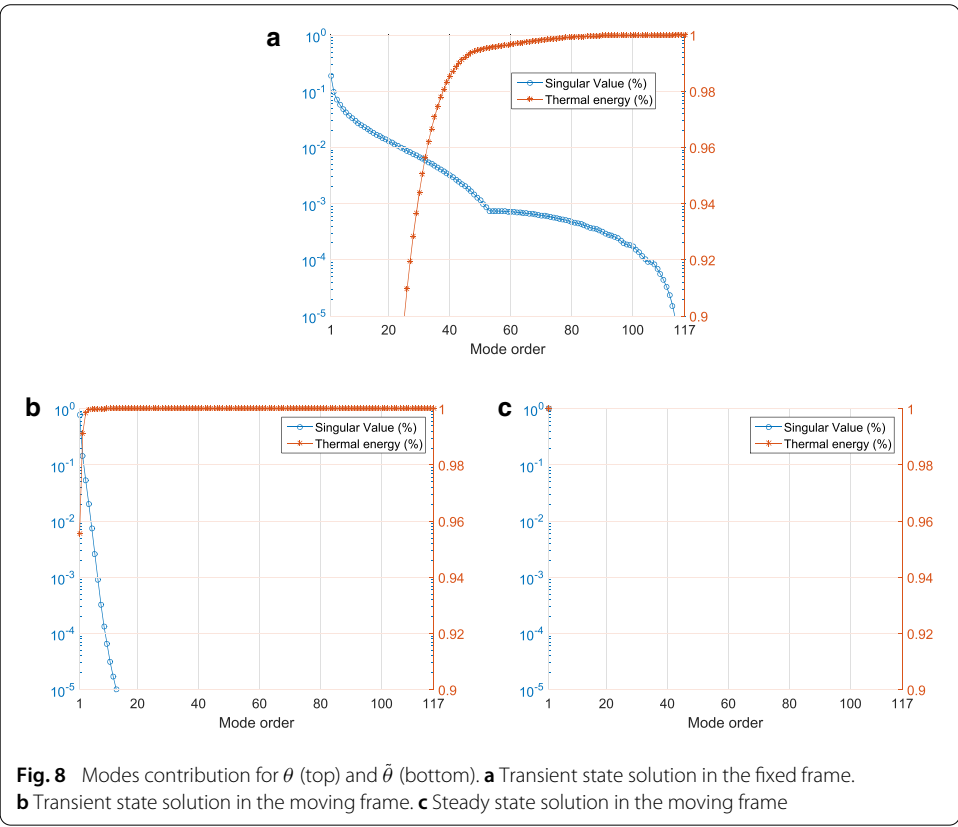 a
10^0
10^-1
10^-2
10^-3
10^-4
10^-5
1
0.98
0.96
0.94
0.92
0.9
Singular Value (%)
Thermal energy (%)
1 20 40 60 80 100 117
Mode order
b
10^0
10^-1
10^-2
10^-3
10^-4
10^-5
1
0.98
0.96
0.94
0.92
0.9
Singular Value (%)
Thermal energy (%)
1 20 40 60 80 100 117
Mode order
c
10^0
10^-1
10^-2
10^-3
10^-4
10^-5
1
0.98
0.96
0.94
0.92
0.9
Singular Value (%)
Thermal energy (%)
1 20 40 60 80 100 117
Mode order
Fig. 8 Modes contribution for θ (top) and θ̃ (bottom). a Transient state solution in the fixed frame.
b Transient state solution in the moving frame. c Steady state solution in the moving frame